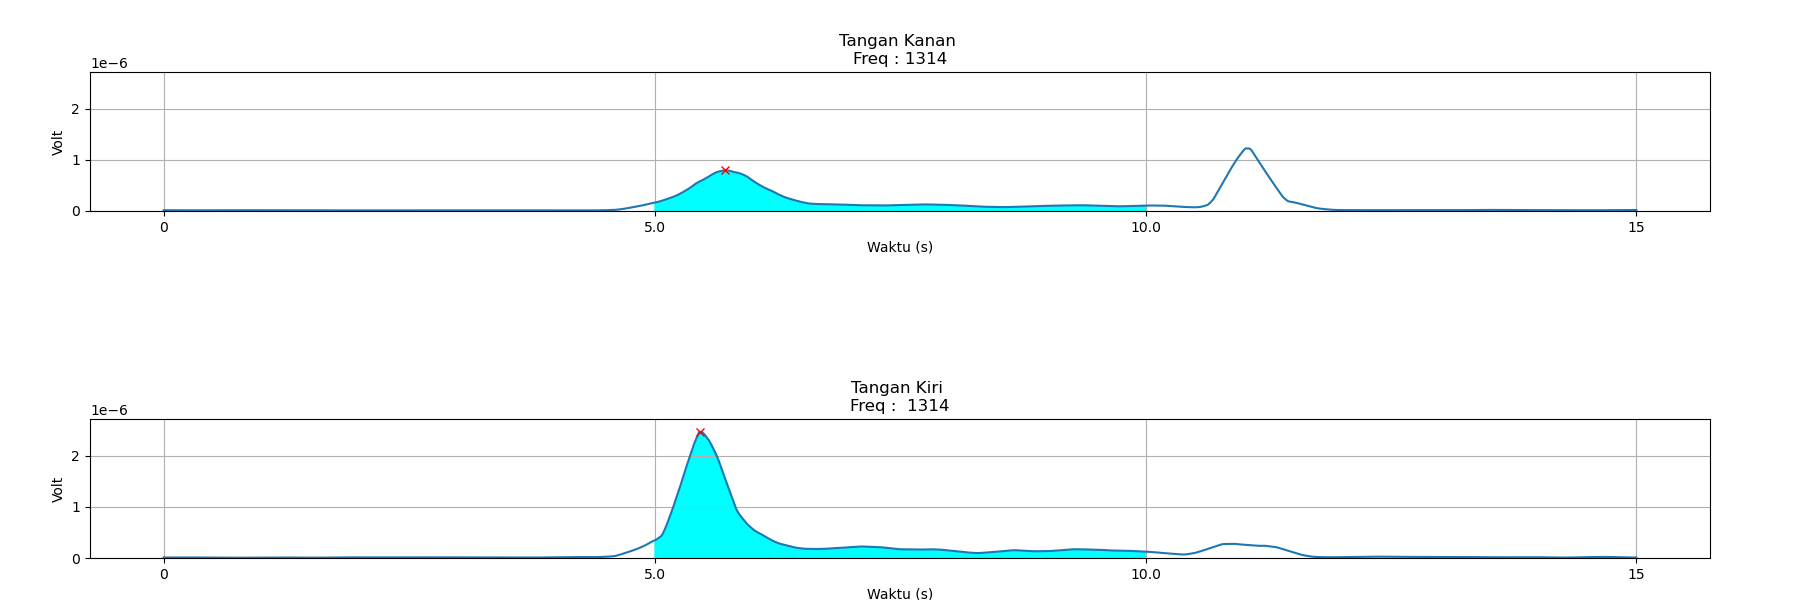 Tangan Kanan
Freq : 1314
1e−6
2
1
0
Volt
0
5.0
10.0
15
Waktu (s)
Tangan Kiri
Freq :  1314
1e−6
2
1
0
Volt
0
5.0
10.0
15
Waktu (s)